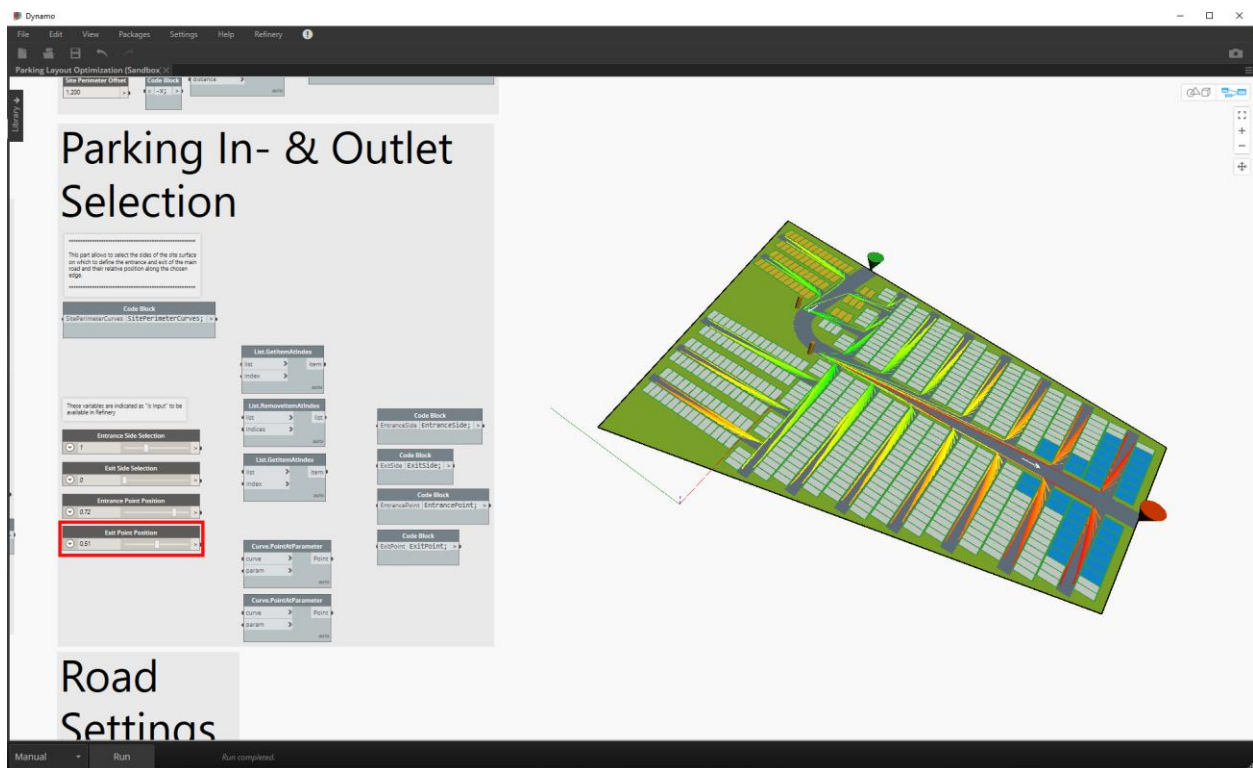 Dynamo
File Edit View Packages Settings Help Refinery !
Parking Layout Optimization (Sandbox)
Site Perimeter Offset
1.200 >
Code Block
-x; >
distance >
AUTO
Library
Parking In- & Outlet
Selection
This part allows to select the sides of the site surface
on which to define the entrance and exit of the main
road and their relative position along the chosen
edge.
Code Block
SitePerimeterCurves SitePerimeterCurves; >
List.GetItemAtIndex
list > item
index >
AUTO
These variables are indicated as "Is Input" to be
available in Refinery
List.RemoveItemAtIndex
list > list
indices >
AUTO
Entrance Side Selection
1 >
Exit Side Selection
0 >
Entrance Point Position
0.72 >
Exit Point Position
0.51 >
List.GetItemAtIndex
list > item
index >
AUTO
Code Block
EntranceSide EntranceSide; >
Code Block
ExitSide ExitSide; >
Code Block
EntrancePoint EntrancePoint; >
Code Block
ExitPoint ExitPoint; >
Curve.PointAtParameter
curve > Point
param >
AUTO
Curve.PointAtParameter
curve > Point
param >
AUTO
Road
Settings
Manual Run Run completed.